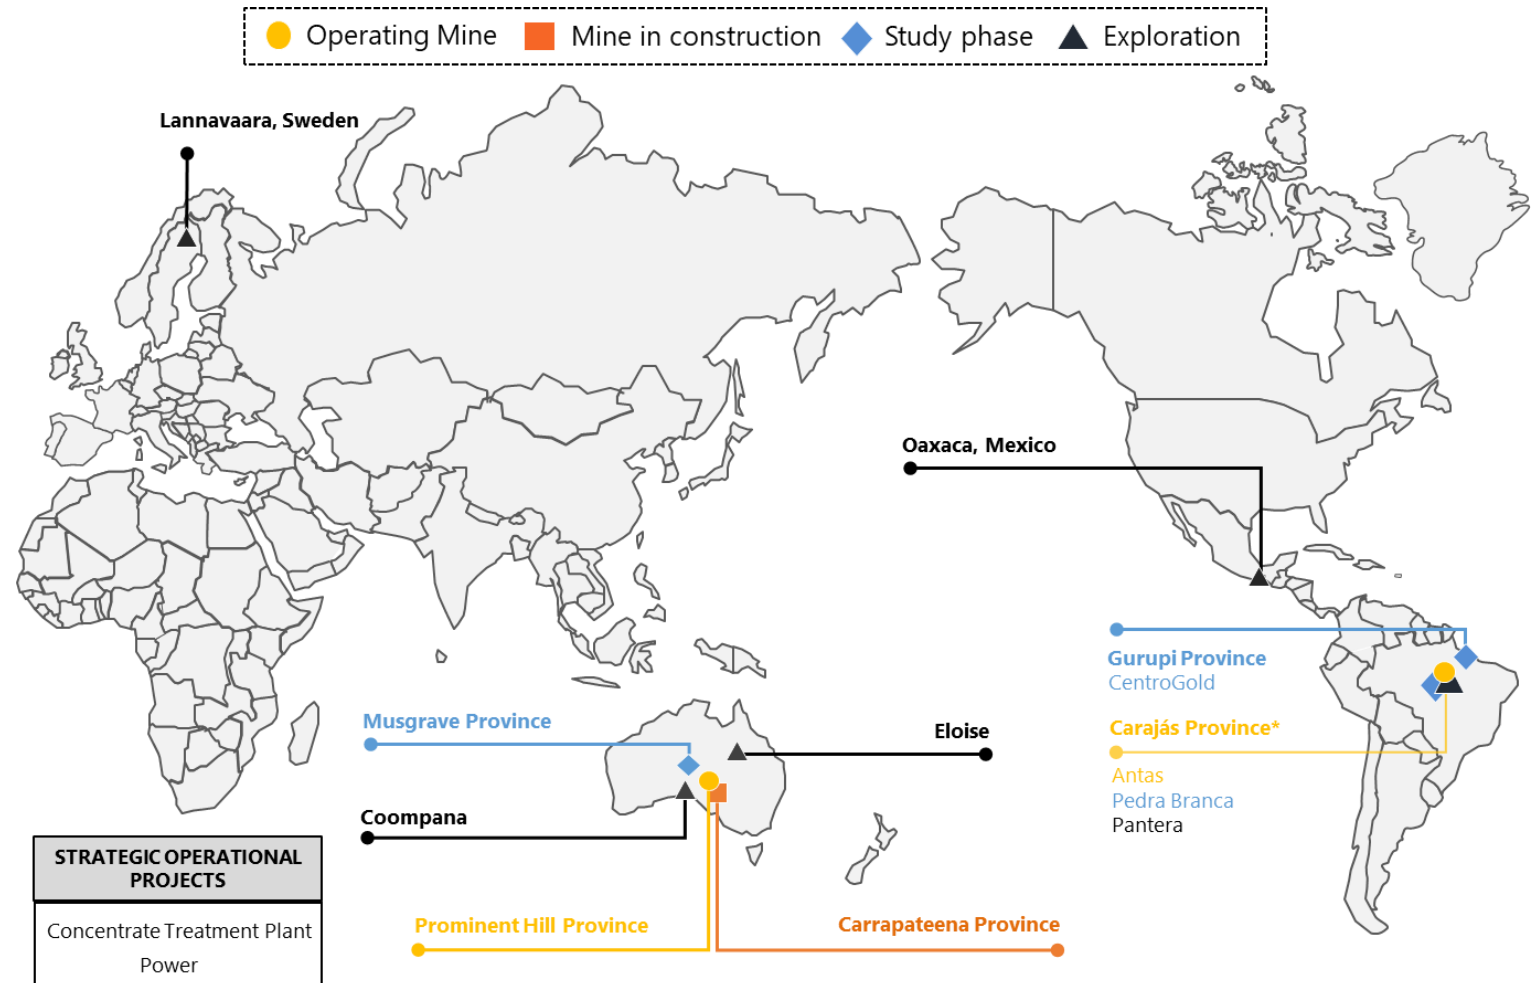 Operating Mine
Mine in construction
Study phase
Exploration
Lannavaara, Sweden
Oaxaca, Mexico
Gurupi Province
CentroGold
Musgrave Province
Eloise
Carajás Province*
Antas
Pedra Branca
Pantera
Coompana
STRATEGIC OPERATIONAL
PROJECTS
Concentrate Treatment Plant
Power
Prominent Hill Province
Carrapateena Province